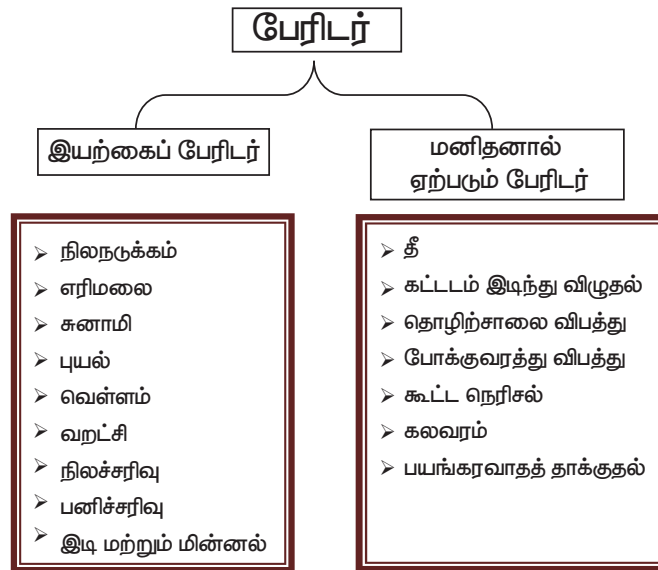 பேரிடர்
இயற்கைப் பேரிடர்
மனிதனால்
ஏற்படும் பேரிடர்
நிலநடுக்கம்
எரிமலை
சுனாமி
புயல்
வெள்ளம்
வறட்சி
நிலச்சரிவு
பனிச்சரிவு
இடி மற்றும் மின்னல்
தீ
கட்டடம் இடிந்து விழுதல்
தொழிற்சாலை விபத்து
போக்குவரத்து விபத்து
கூட்ட நெரிசல்
கலவரம்
பயங்கரவாதத் தாக்குதல்